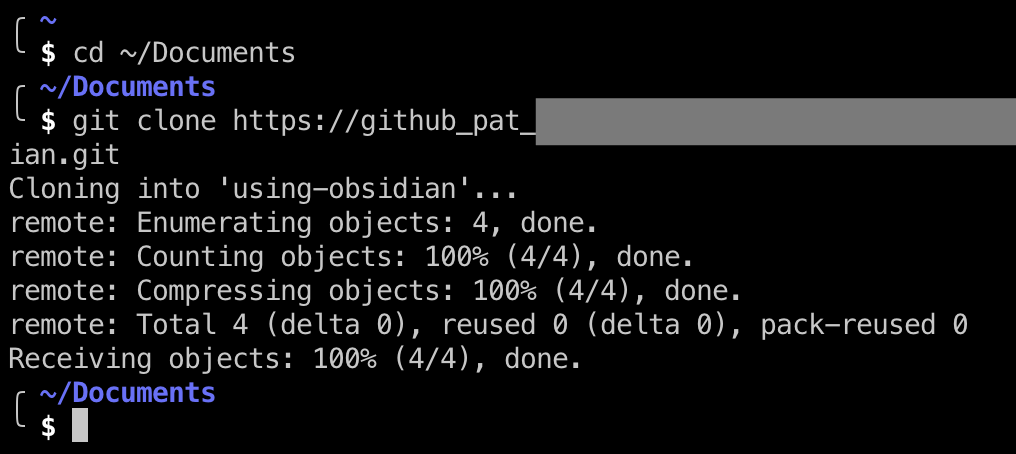 ~
$ cd ~/Documents
~/Documents
$ git clone https://github_pat_
ian.git
Cloning into 'using-obsidian'...
remote: Enumerating objects: 4, done.
remote: Counting objects: 100% (4/4), done.
remote: Compressing objects: 100% (4/4), done.
remote: Total 4 (delta 0), reused 0 (delta 0), pack-reused 0
Receiving objects: 100% (4/4), done.
~/Documents
$